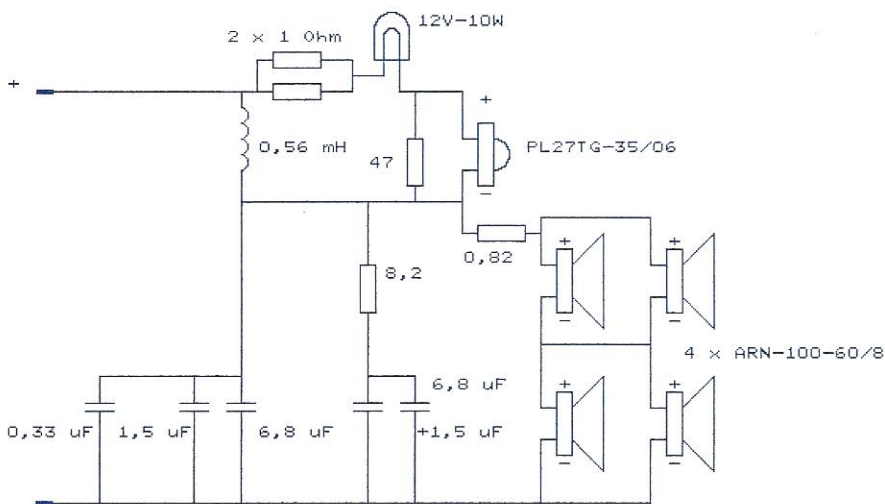 12V-10W
2 x 1 Ohm
+
+
0,56 mH
PL27TG-35/06
47
-
0,82
+
+
8,2
-
-
4 x ARN-100-60/8
6,8 uF
+
+
0,33 uF
1,5 uF
6,8 uF
+1,5 uF
-
-